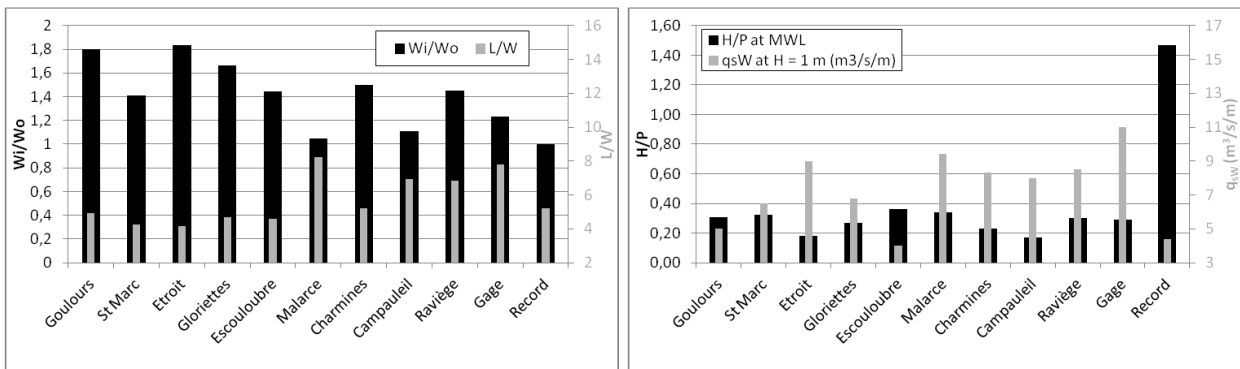 2
1,8
1,6
1,4
1,2
1
0,8
0,6
0,4
0,2
0
Wi/Wo
Wi/Wo L/W
16
14
12
10
8
6
4
2
L/W
Goulours
St Marc
Etroit
Gloriettes
Escouloubre
Malarce
Charmines
Campauleil
Raviège
Gage
Record
1,60
1,40
1,20
1,00
0,80
0,60
0,40
0,20
0,00
H/P
H/P at MWL
qsW at H = 1 m (m3/s/m)
17
15
13
11
9
7
5
3
qsW (m³/s/m)
Goulours
St Marc
Etroit
Gloriettes
Escouloubre
Malarce
Charmines
Campauleil
Raviège
Gage
Record